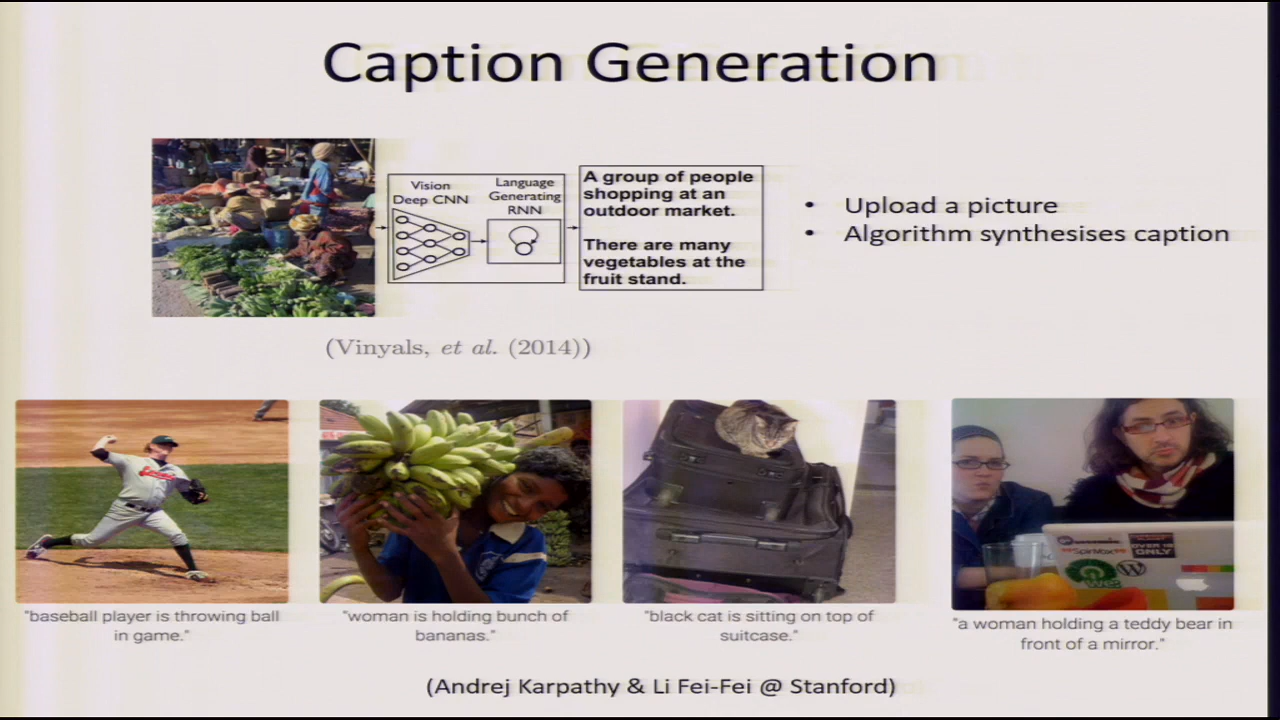 Caption Generation
Vision
Deep CNN
Language
Generating
RNN
A group of people
shopping at an
outdoor market.
There are many
vegetables at the
fruit stand.
• Upload a picture
• Algorithm synthesises caption
(Vinyals, et al. (2014))
OVER 18
ONLY
"baseball player is throwing ball
in game."
"woman is holding bunch of
bananas."
"black cat is sitting on top of
suitcase."
"a woman holding a teddy bear in
front of a mirror."
(Andrej Karpathy & Li Fei-Fei @ Stanford)